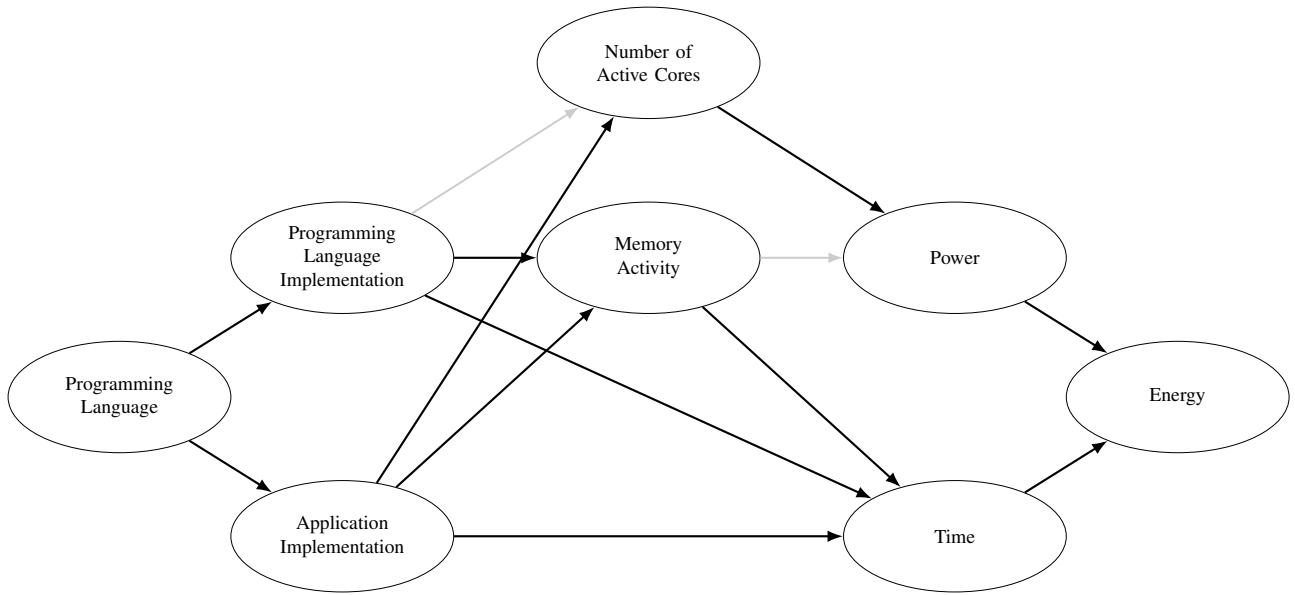 Number of
Active Cores
Programming
Language
Implementation
Memory
Activity
Power
Programming
Language
Energy
Application
Implementation
Time